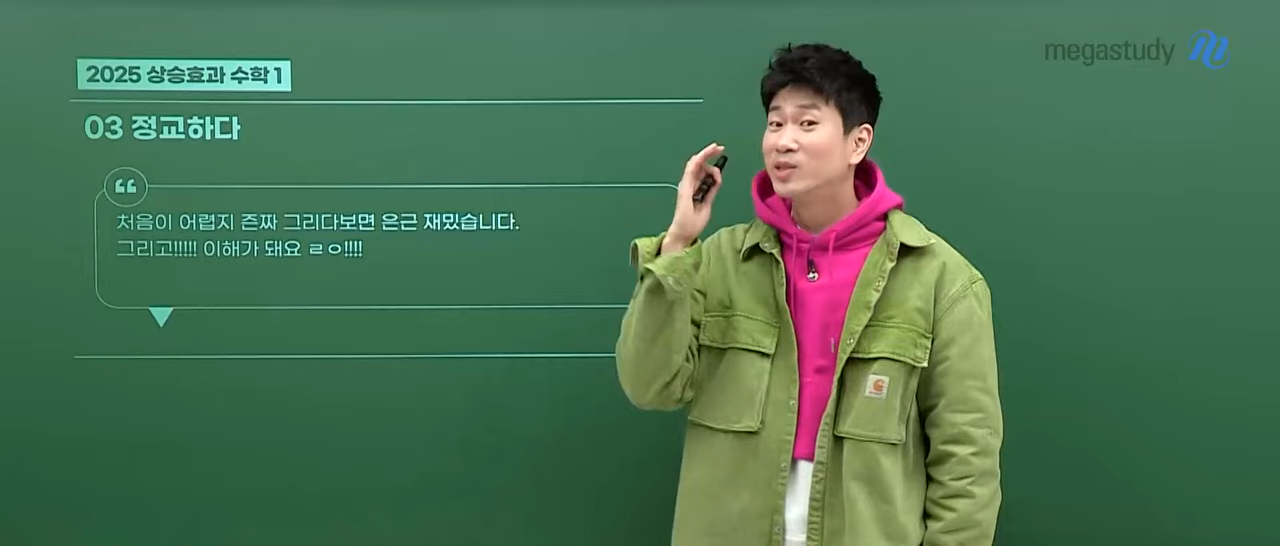 megastudy
2025 상승효과 수학 1
03 정교하다
처음이 어렵지 즌짜 그리다보면 은근 재밌습니다.
그리고!!!!! 이해가 돼요 ㄹㅇ!!!!